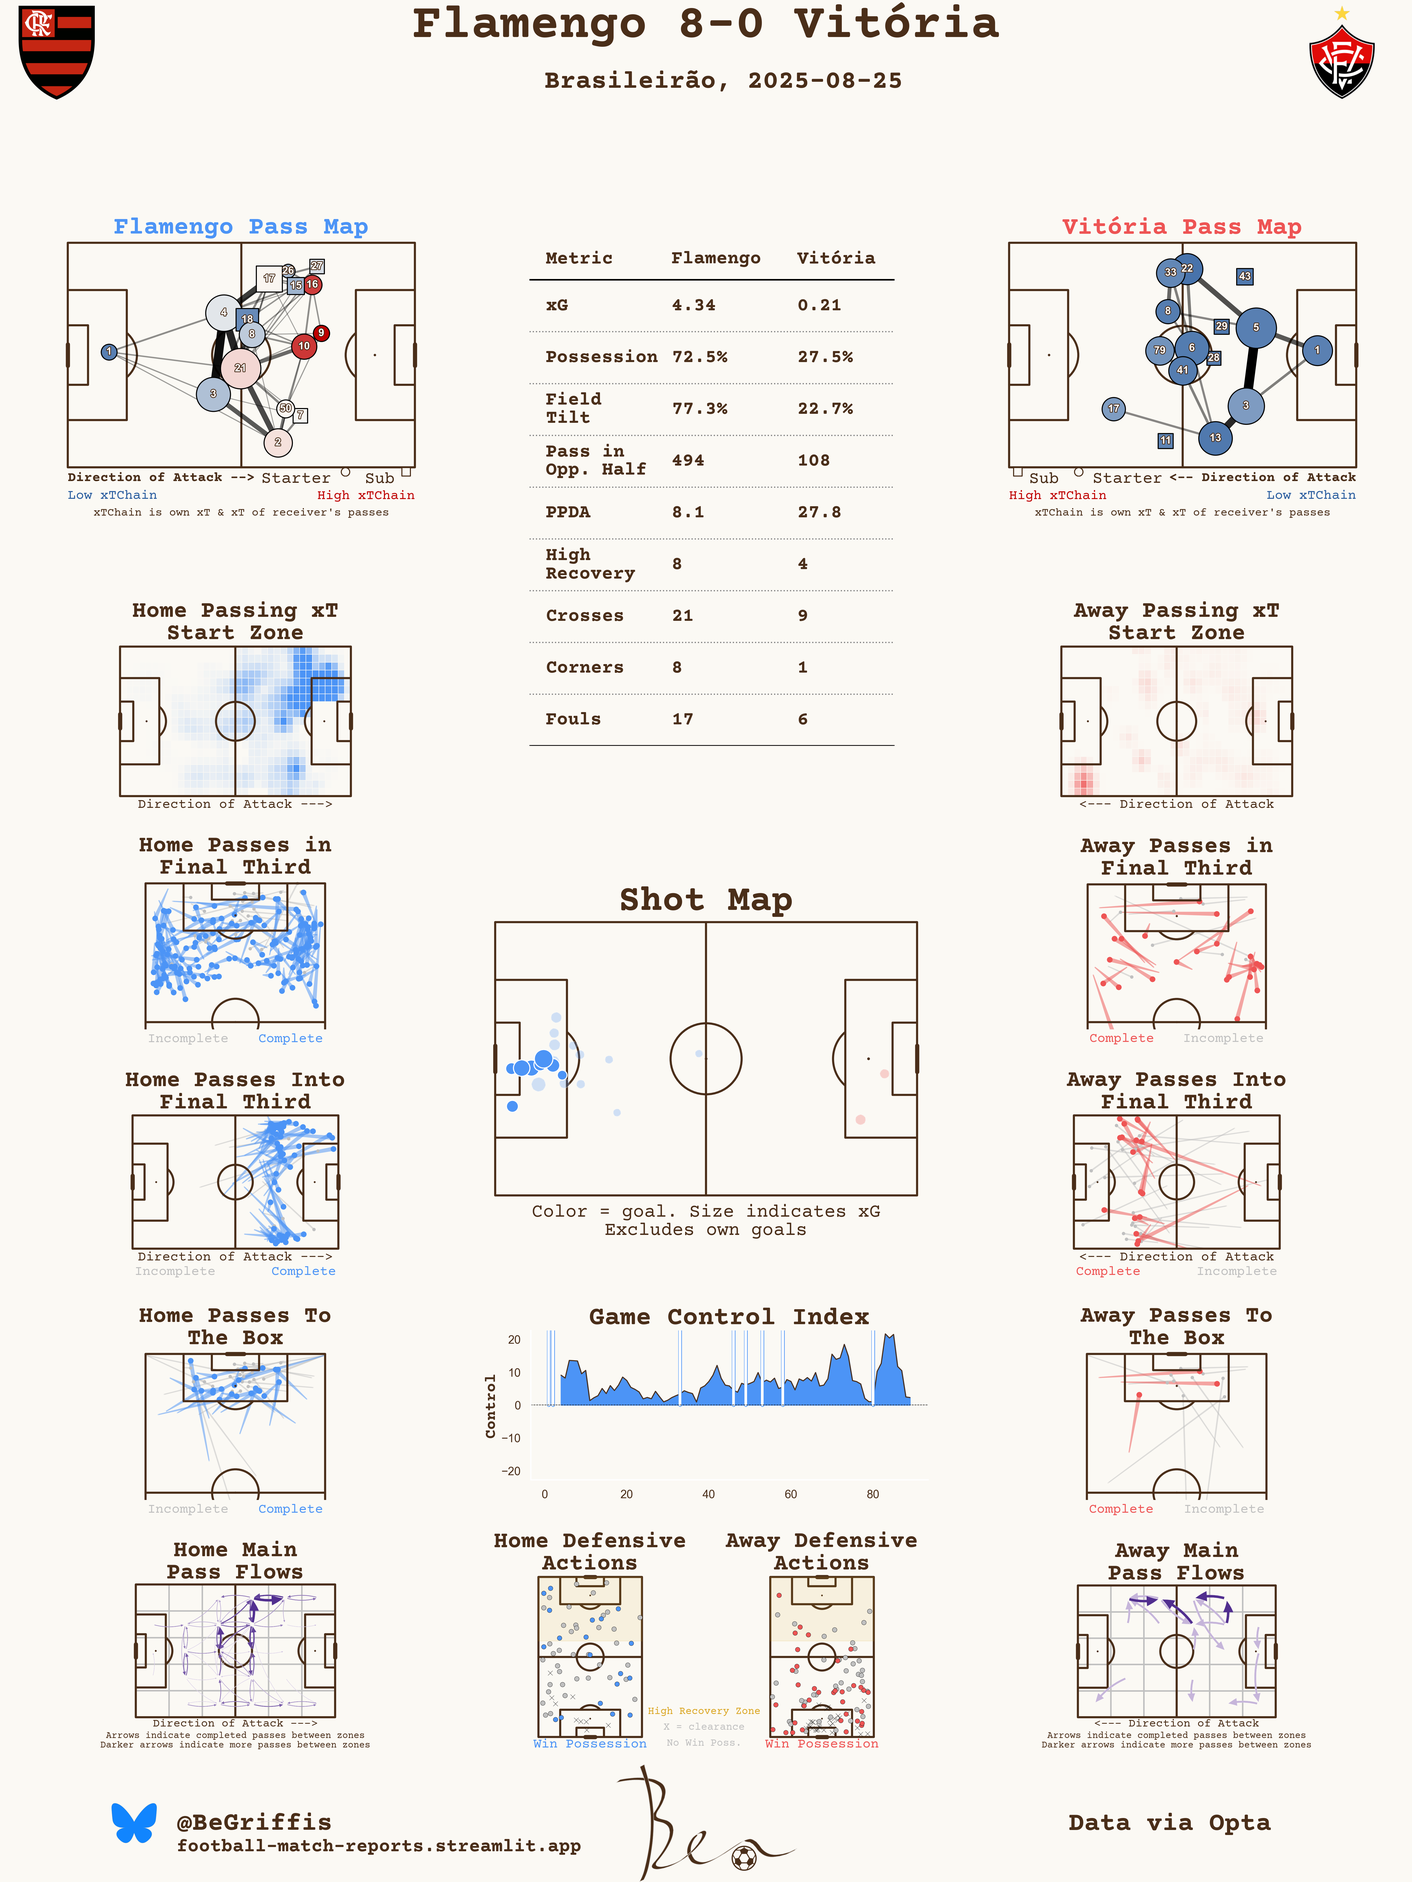 Flamengo 8-0 Vitória
Brasileirão, 2025-08-25
Flamengo Pass Map
1
4
3
21
17
26
27
15
16
18
8
9
10
50
7
2
Direction of Attack --> Starter Sub
Low xTChain High xTChain
xTChain is own xT & xT of receiver's passes
Metric Flamengo Vitória
xG 4.34 0.21
Possession 72.5% 27.5%
Field
Tilt 77.3% 22.7%
Pass in
Opp. Half 494 108
PPDA 8.1 27.8
High
Recovery 8 4
Crosses 21 9
Corners 8 1
Fouls 17 6
Vitória Pass Map
33
22
43
8
29
5
79
6
28
1
41
17
3
13
11
Sub Starter <-- Direction of Attack
High xTChain Low xTChain
xTChain is own xT & xT of receiver's passes
Home Passing xT
Start Zone
Direction of Attack --->
Away Passing xT
Start Zone
<--- Direction of Attack
Home Passes in
Final Third
Incomplete Complete
Away Passes in
Final Third
Complete Incomplete
Shot Map
Color = goal. Size indicates xG
Excludes own goals
Home Passes Into
Final Third
Direction of Attack --->
Incomplete Complete
Away Passes Into
Final Third
<--- Direction of Attack
Complete Incomplete
Home Passes To
The Box
Incomplete Complete
Game Control Index
Control
20
10
0
−10
−20
0 20 40 60 80
Away Passes To
The Box
Complete Incomplete
Home Main
Pass Flows
Direction of Attack --->
Arrows indicate completed passes between zones
Darker arrows indicate more passes between zones
Home Defensive
Actions
Win Possession
Away Defensive
Actions
Win Possession
High Recovery Zone
X = clearance
No Win Poss.
Away Main
Pass Flows
<--- Direction of Attack
Arrows indicate completed passes between zones
Darker arrows indicate more passes between zones
@BeGriffis
football-match-reports.streamlit.app
Ben
Data via Opta